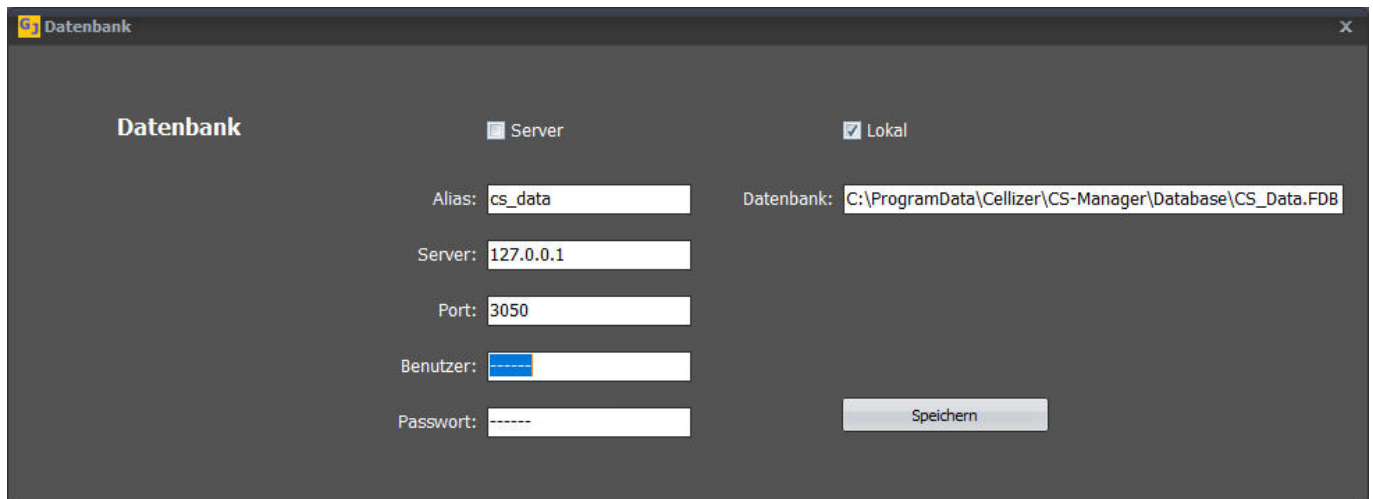 GJ Datenbank x
Datenbank Server Lokal
Alias: cs_data Datenbank: C:\ProgramData\Cellizer\CS-Manager\Database\CS_Data.FDB
Server: 127.0.0.1
Port: 3050
Benutzer: ------
Passwort: ------ Speichern